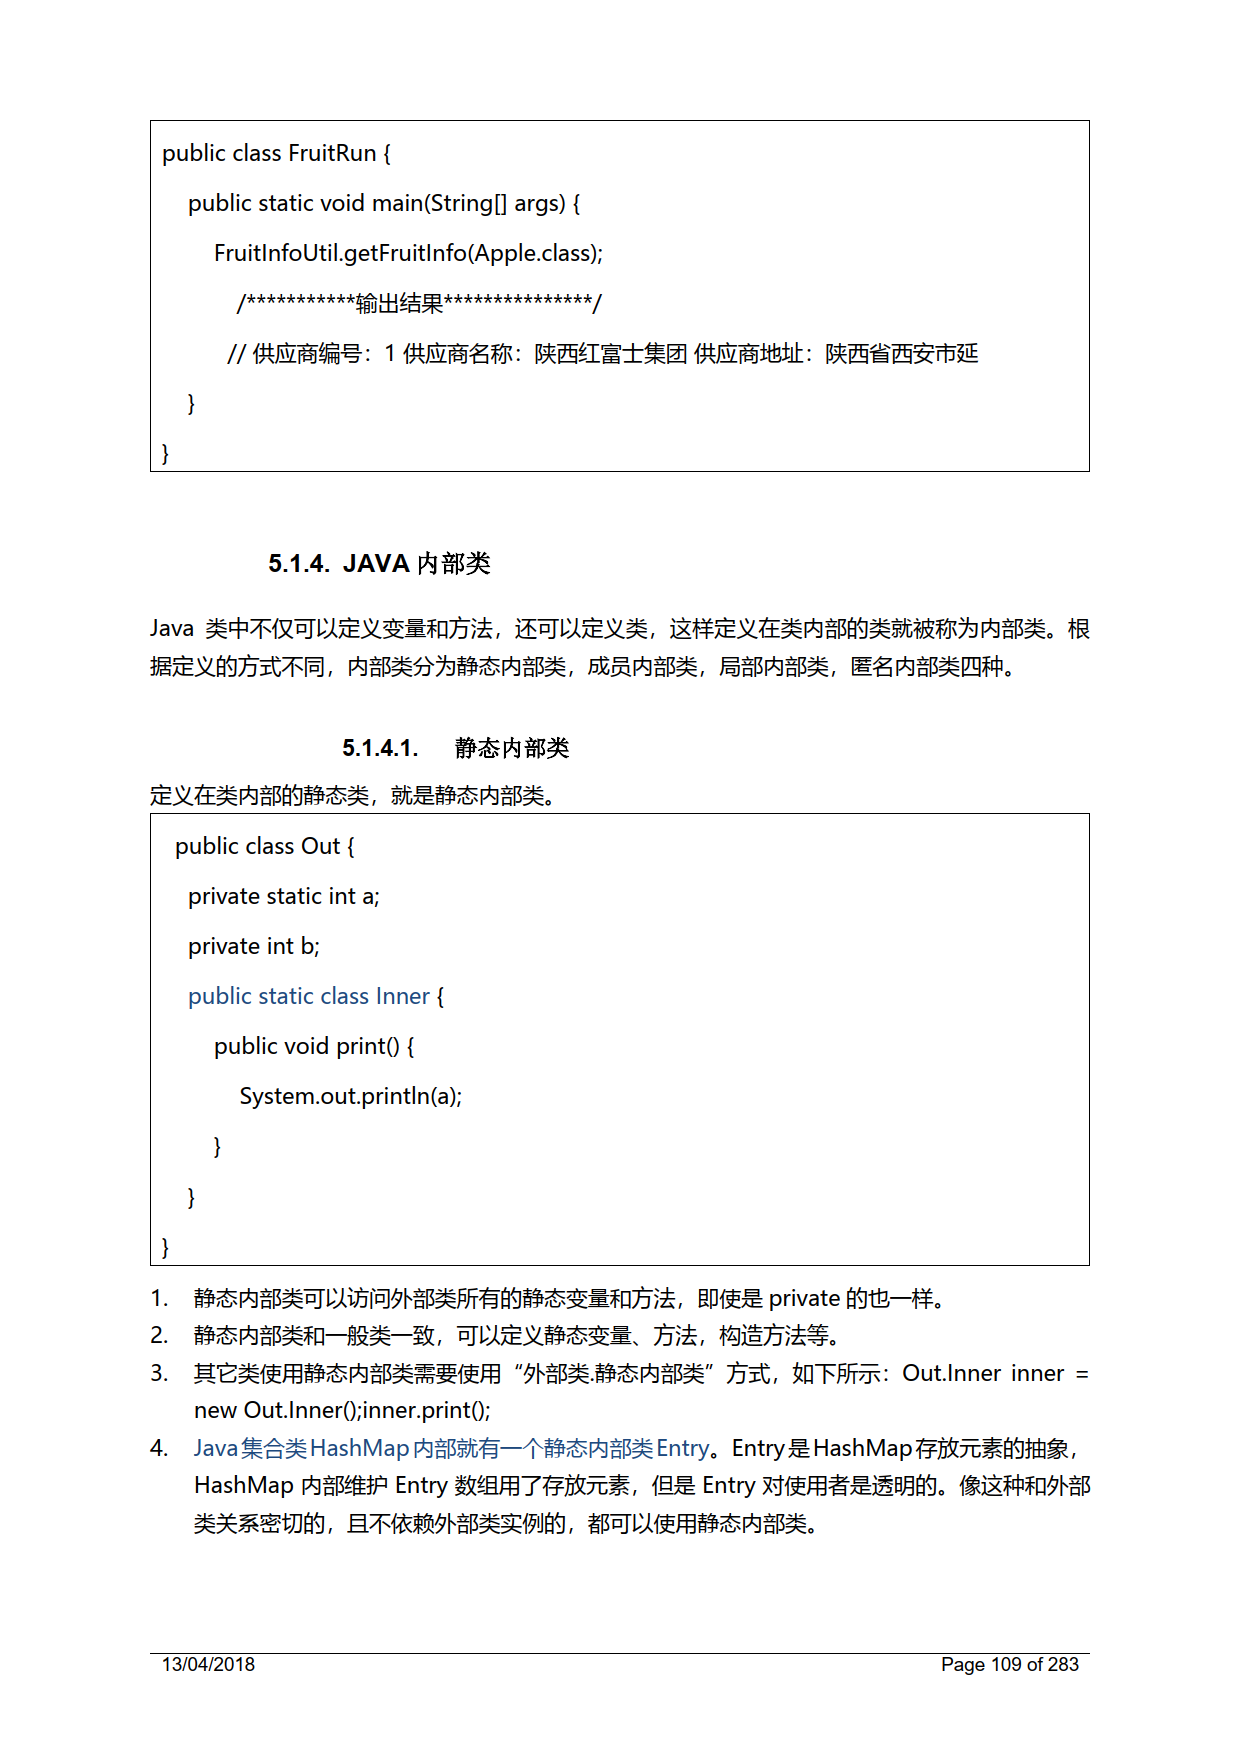 public class FruitRun {
public static void main(String[] args) {
FruitInfoUtil.getFruitInfo(Apple.class);
/***********输出结果***************/
// 供应商编号：1 供应商名称：陕西红富士集团 供应商地址：陕西省西安市延
}
}
5.1.4. JAVA 内部类
Java 类中不仅可以定义变量和方法，还可以定义类，这样定义在类内部的类就被称为内部类。根
据定义的方式不同，内部类分为静态内部类，成员内部类，局部内部类，匿名内部类四种。
5.1.4.1. 静态内部类
定义在类内部的静态类，就是静态内部类。
public class Out {
private static int a;
private int b;
public static class Inner {
public void print() {
System.out.println(a);
}
}
}
1. 静态内部类可以访问外部类所有的静态变量和方法，即使是 private 的也一样。
2. 静态内部类和一般类一致，可以定义静态变量、方法，构造方法等。
3. 其它类使用静态内部类需要使用“外部类.静态内部类”方式，如下所示：Out.Inner inner =
new Out.Inner();inner.print();
4. Java集合类HashMap内部就有一个静态内部类Entry。Entry是HashMap存放元素的抽象，
HashMap 内部维护 Entry 数组用了存放元素，但是 Entry 对使用者是透明的。像这种和外部
类关系密切的，且不依赖外部类实例的，都可以使用静态内部类。
13/04/2018 Page 109 of 283